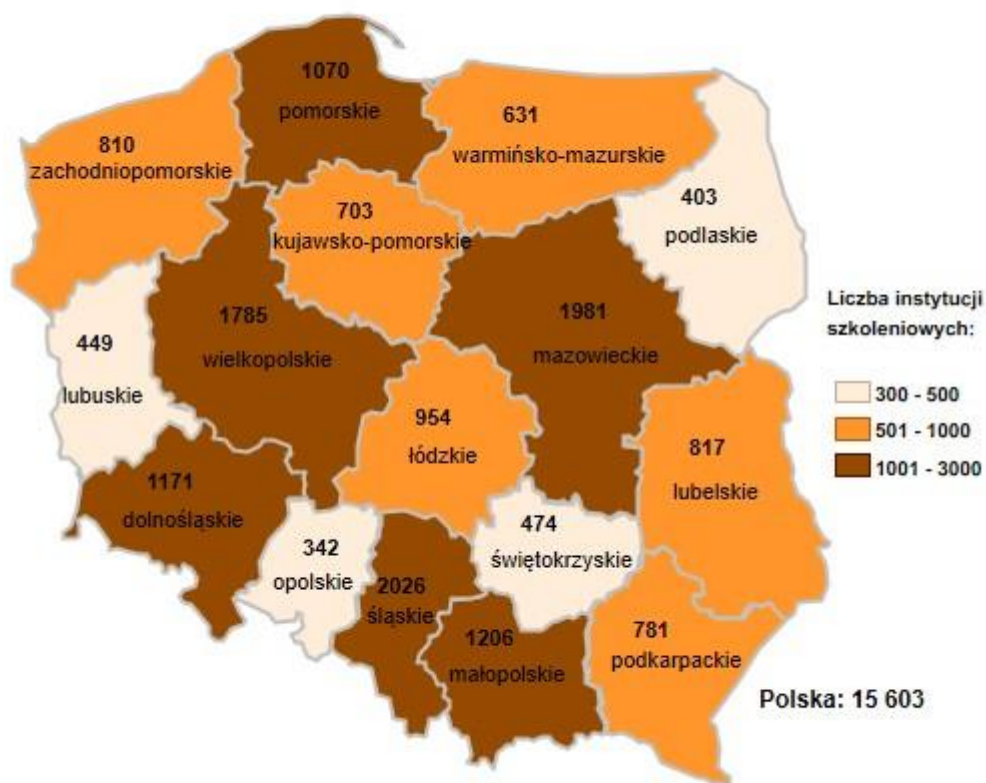 1070
pomorskie
631
warmińsko-mazurskie
810
zachodniopomorskie
403
podlaskie
703
kujawsko-pomorskie
1981
mazowieckie
1785
wielkopolskie
449
lubuskie
954
łódzkie
817
lubelskie
1171
dolnośląskie
474
świętokrzyskie
342
opolskie
2026
śląskie
1206
małopolskie
781
podkarpackie
Liczba instytucji
szkoleniowych:
300 - 500
501 - 1000
1001 - 3000
Polska: 15 603